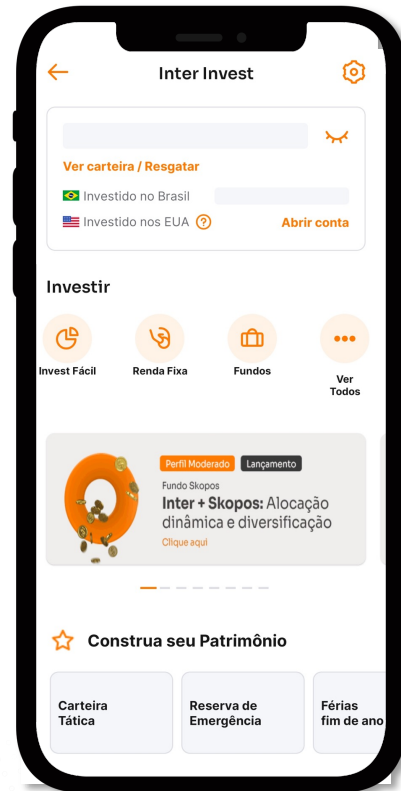 Inter Invest
Ver carteira / Resgatar
Investido no Brasil
Investido nos EUA ?
Abrir conta
Investir
Invest Fácil
Renda Fixa
Fundos
Ver
Todos
Perfil Moderado
Lançamento
Fundo Skopos
Inter + Skopos: Alocação
dinâmica e diversificação
Clique aqui
Construa seu Patrimônio
Carteira
Tática
Reserva de
Emergência
Férias
fim de ano